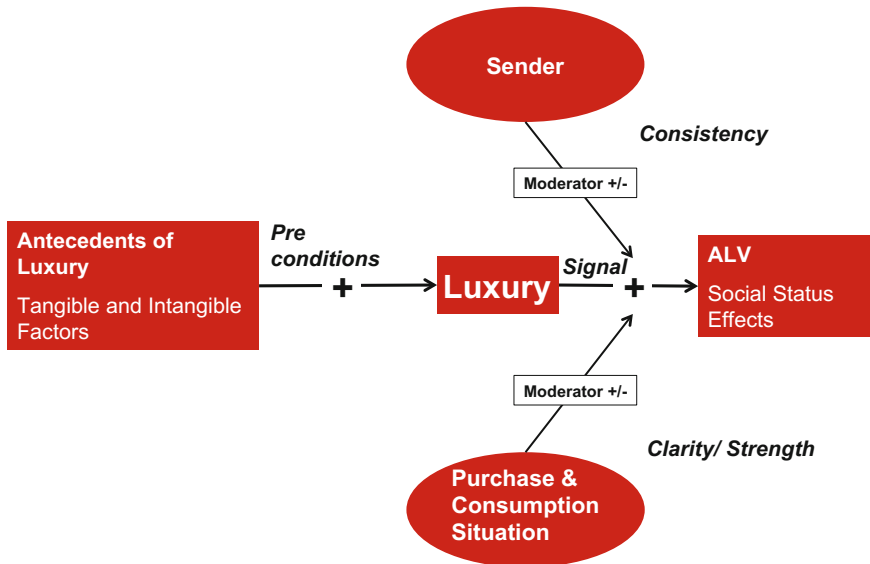 Sender
Consistency
Moderator +/-
Antecedents of
Luxury
Tangible and Intangible
Factors
Pre
conditions
+
Luxury
Signal
+
ALV
Social Status
Effects
Moderator +/-
Clarity/ Strength
Purchase &
Consumption
Situation